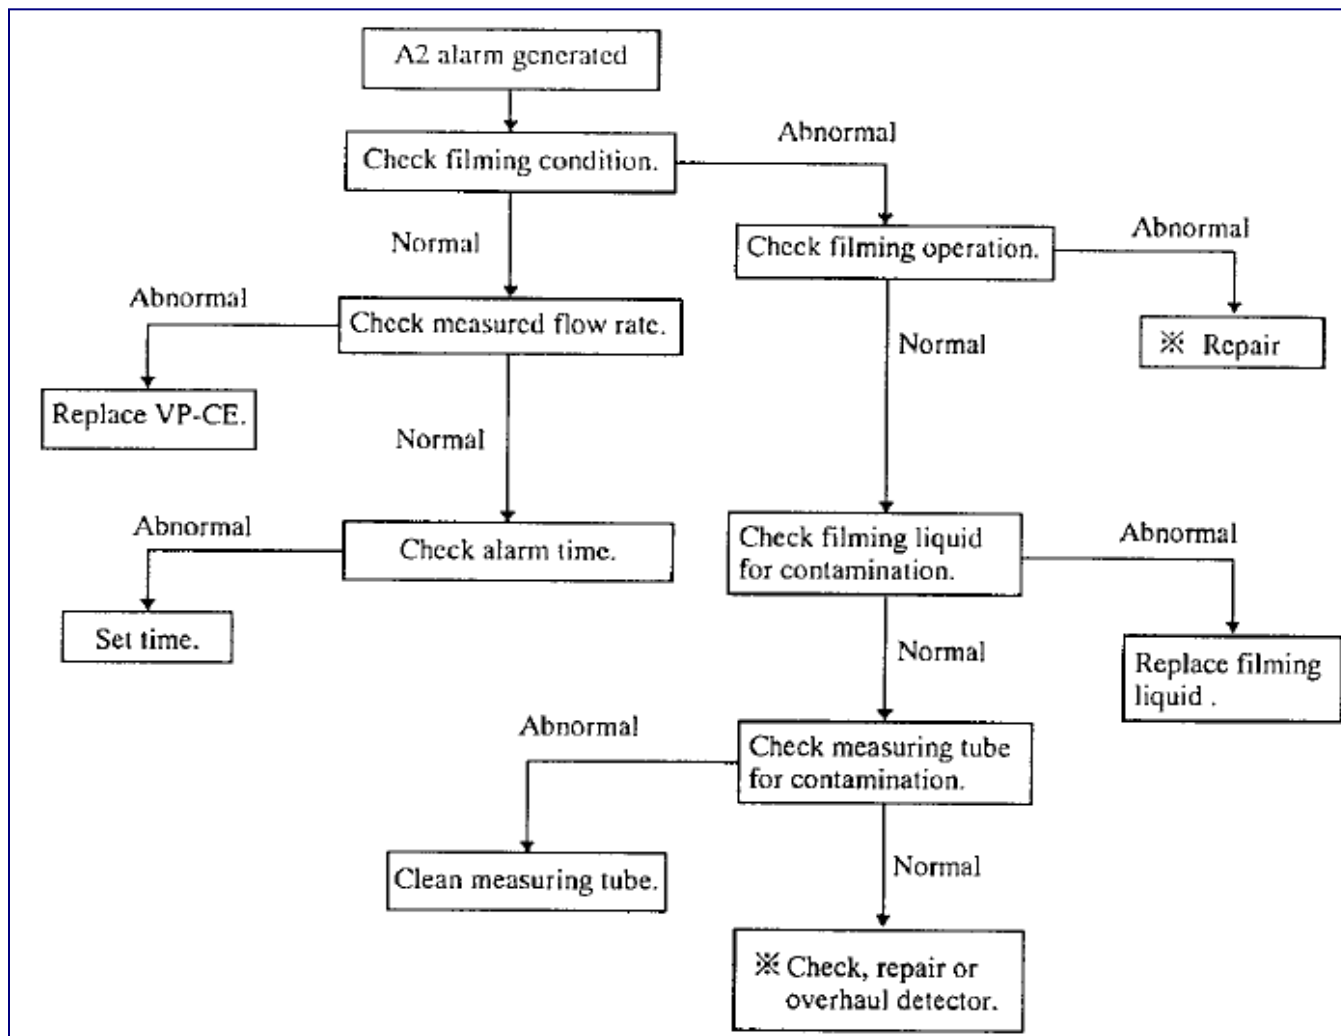 A2 alarm generated
Abnormal
Check filming condition.
Normal
Abnormal
Check filming operation.
Abnormal
Check measured flow rate.
Normal
※ Repair
Replace VP-CE.
Normal
Abnormal
Check alarm time.
Check filming liquid
for contamination.
Abnormal
Set time.
Normal
Replace filming
liquid .
Abnormal
Check measuring tube
for contamination.
Clean measuring tube.
Normal
※ Check, repair or
overhaul detector.